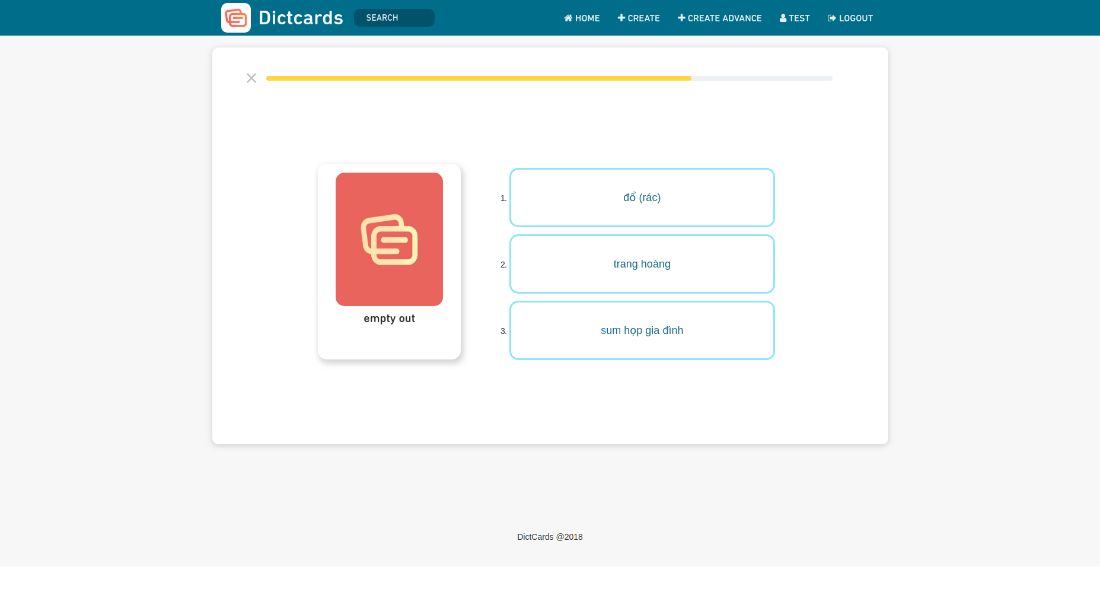 Dictcards
SEARCH
HOME
CREATE
CREATE ADVANCE
TEST
LOGOUT
empty out
1. đổ (rác)
2. trang hoàng
3. sum họp gia đình
DictCards @2018